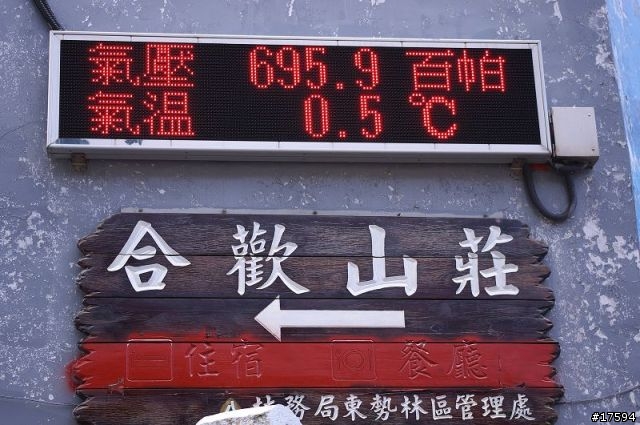 氣壓 695.9 百帕
氣溫 0.5 ℃
合歡山莊
住宿 餐廳
林務局東勢林區管理處
#17594